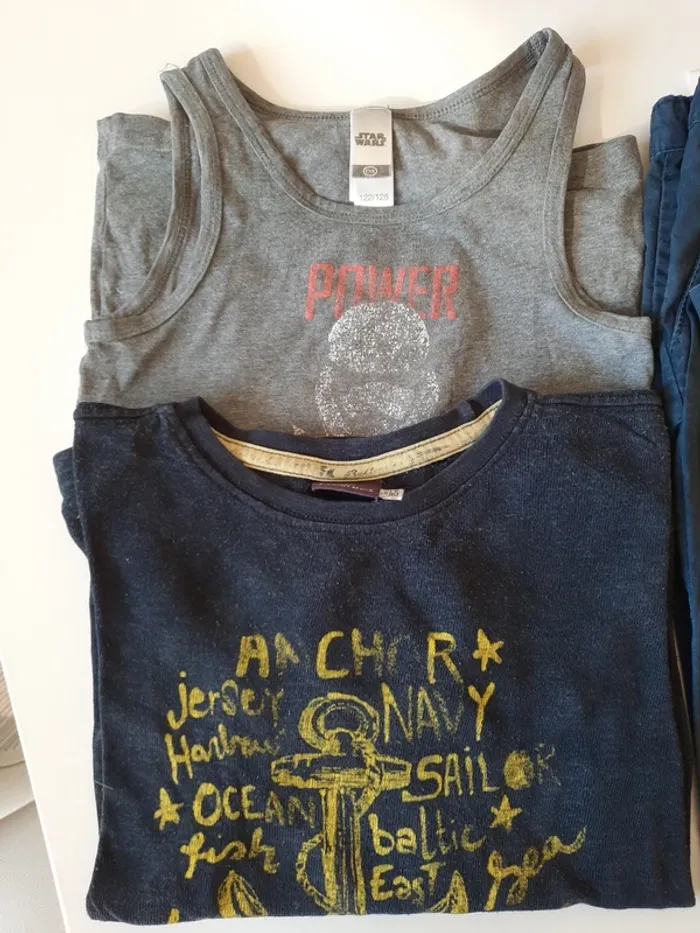 STAR
WARS
C&A
122/128
POWER
ANCHOR
jersey
NAVY
Harbour
SAILOR
OCEAN
baltic
fish
East
Sea